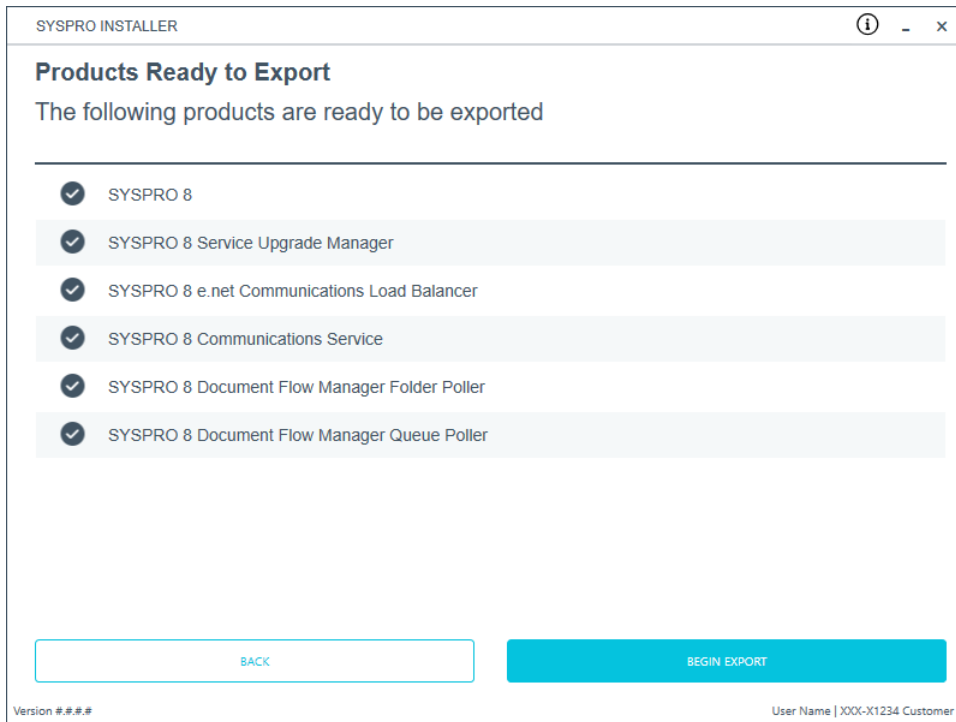 SYSPRO INSTALLER
Products Ready to Export
The following products are ready to be exported
SYSPRO 8
SYSPRO 8 Service Upgrade Manager
SYSPRO 8 e.net Communications Load Balancer
SYSPRO 8 Communications Service
SYSPRO 8 Document Flow Manager Folder Poller
SYSPRO 8 Document Flow Manager Queue Poller
BACK
BEGIN EXPORT
Version #.#.#.#
User Name | XXX-X1234 Customer